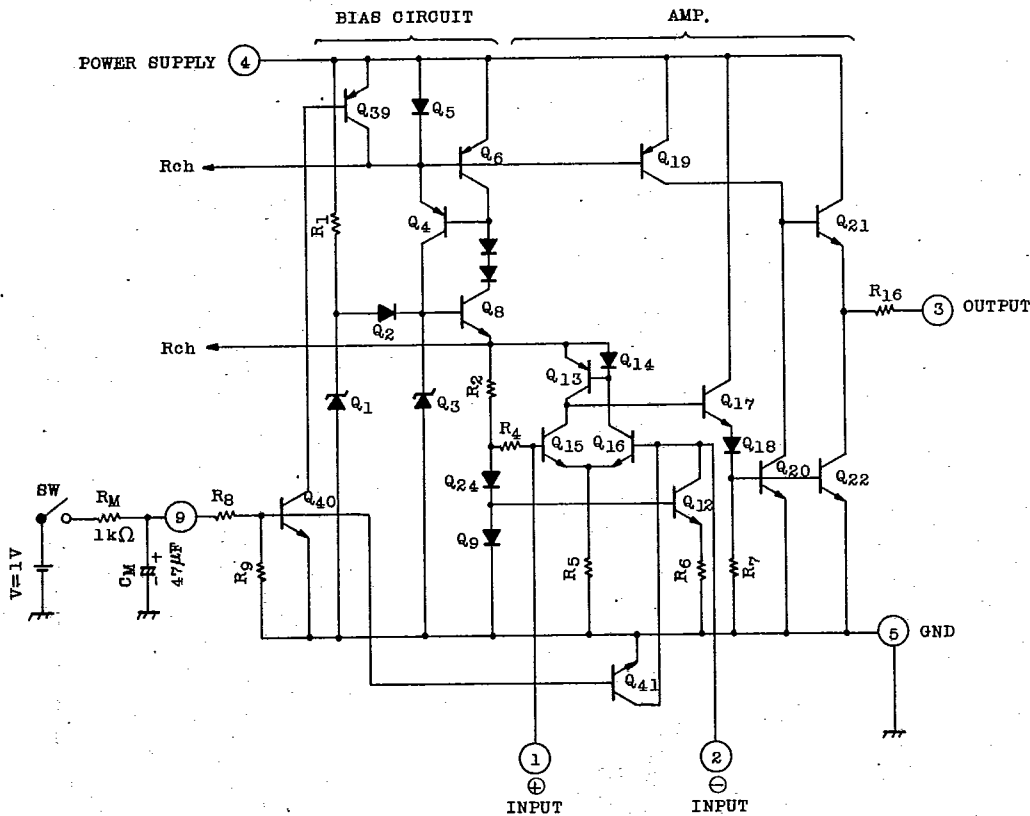 BIAS CIRCUIT
AMP.
POWER SUPPLY 4
Q39
Q5
Q6
Q19
Rch
R1
Q4
Q21
Q2
Q8
R16
3 OUTPUT
Rch
Q14
Q13
R2
Q1
Q3
Q17
R4
Q15
Q16
Q18
Q24
Q20
Q22
SW
RM
1kΩ
9
R8
Q40
Q12
Q9
V=1V
CM
+
-
47μF
R9
R5
R6
R7
5 GND
Q41
1
⊕
INPUT
2
⊖
INPUT